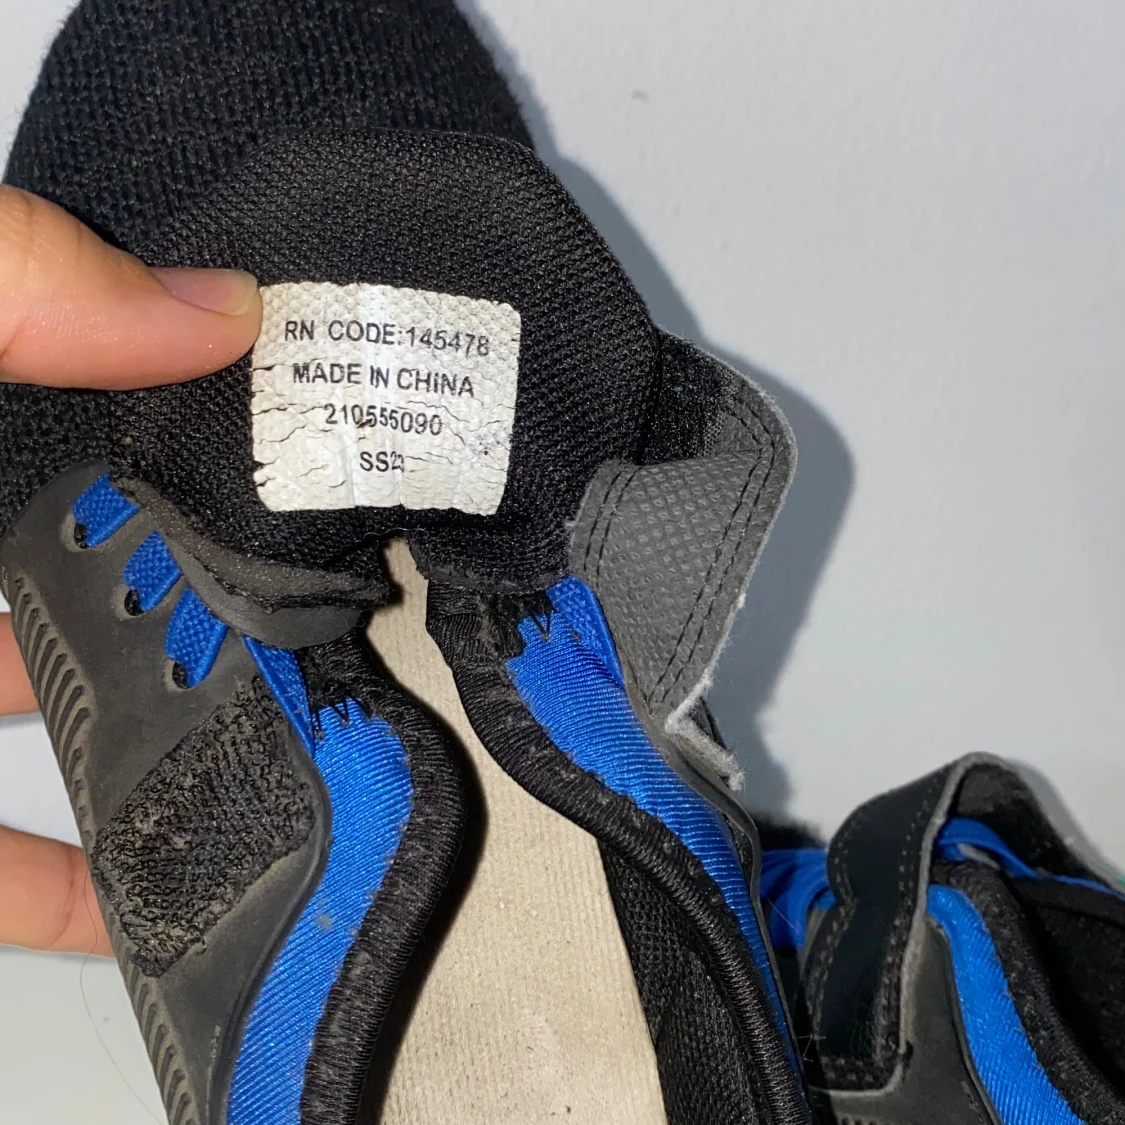 RN CODE:145478
MADE IN CHINA
210555090
SS23